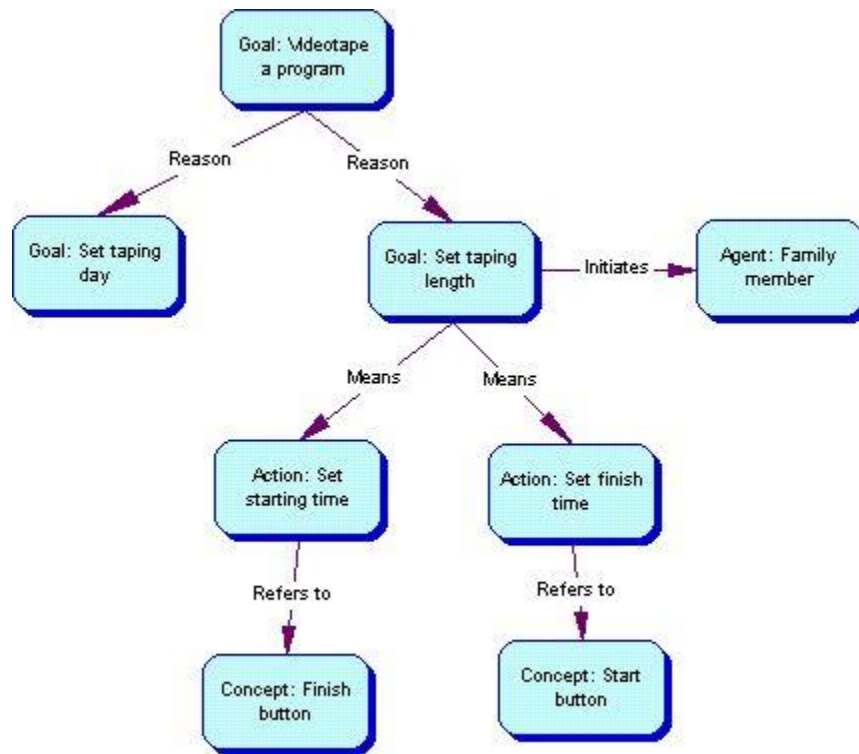 Goal: Videotape
a program
Reason
Reason
Goal: Set taping
day
Goal: Set taping
length
Initiates
Agent: Family
member
Means
Means
Action: Set
starting time
Action: Set finish
time
Refers to
Refers to
Concept: Finish
button
Concept: Start
button